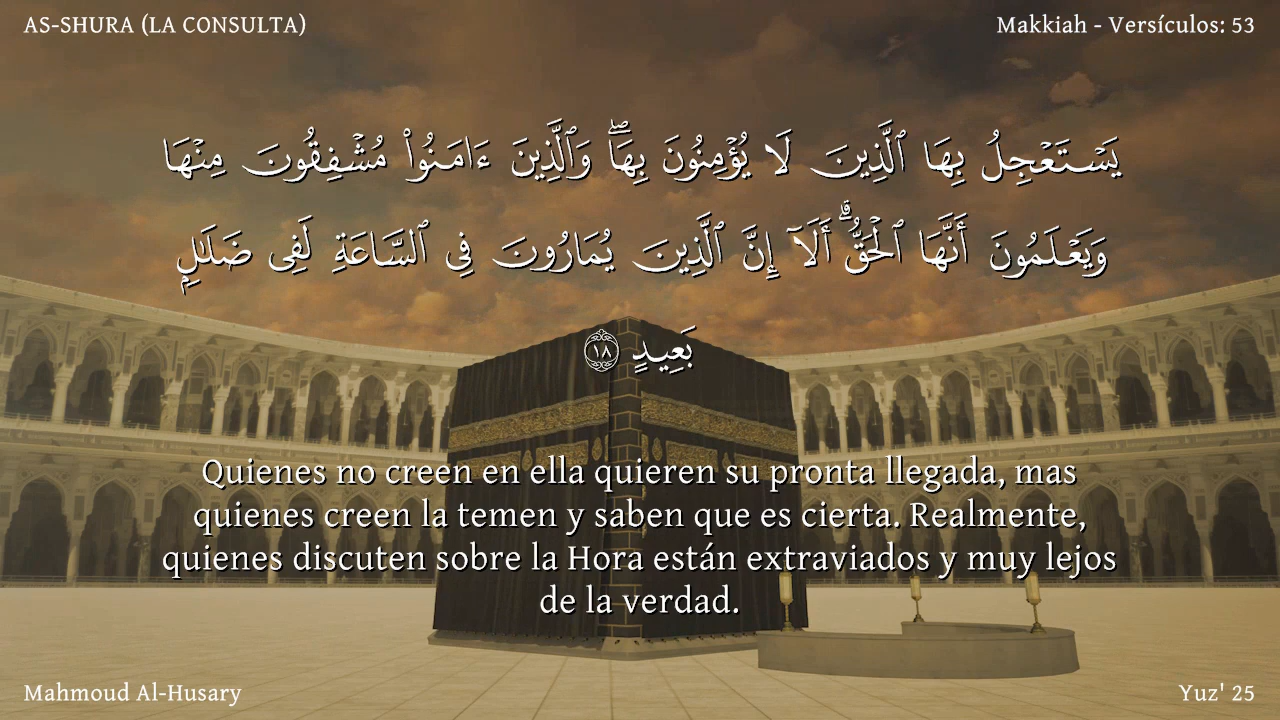 AS-SHURA (LA CONSULTA)
Makkiah - Versículos: 53
يَسۡتَعۡجِلُ بِهَا ٱلَّذِينَ لَا يُؤۡمِنُونَ بِهَاۖ وَٱلَّذِينَ ءَامَنُواْ مُشۡفِقُونَ مِنۡهَا
وَيَعۡلَمُونَ أَنَّهَا ٱلۡحَقُّۗ أَلَآ إِنَّ ٱلَّذِينَ يُمَارُونَ فِي ٱلسَّاعَةِ لَفِي ضَلَٰلِۭ
بَعِيدٍ ١٨
Quienes no creen en ella quieren su pronta llegada, mas
quienes creen la temen y saben que es cierta. Realmente,
quienes discuten sobre la Hora están extraviados y muy lejos
de la verdad.
Mahmoud Al-Husary
Yuz' 25